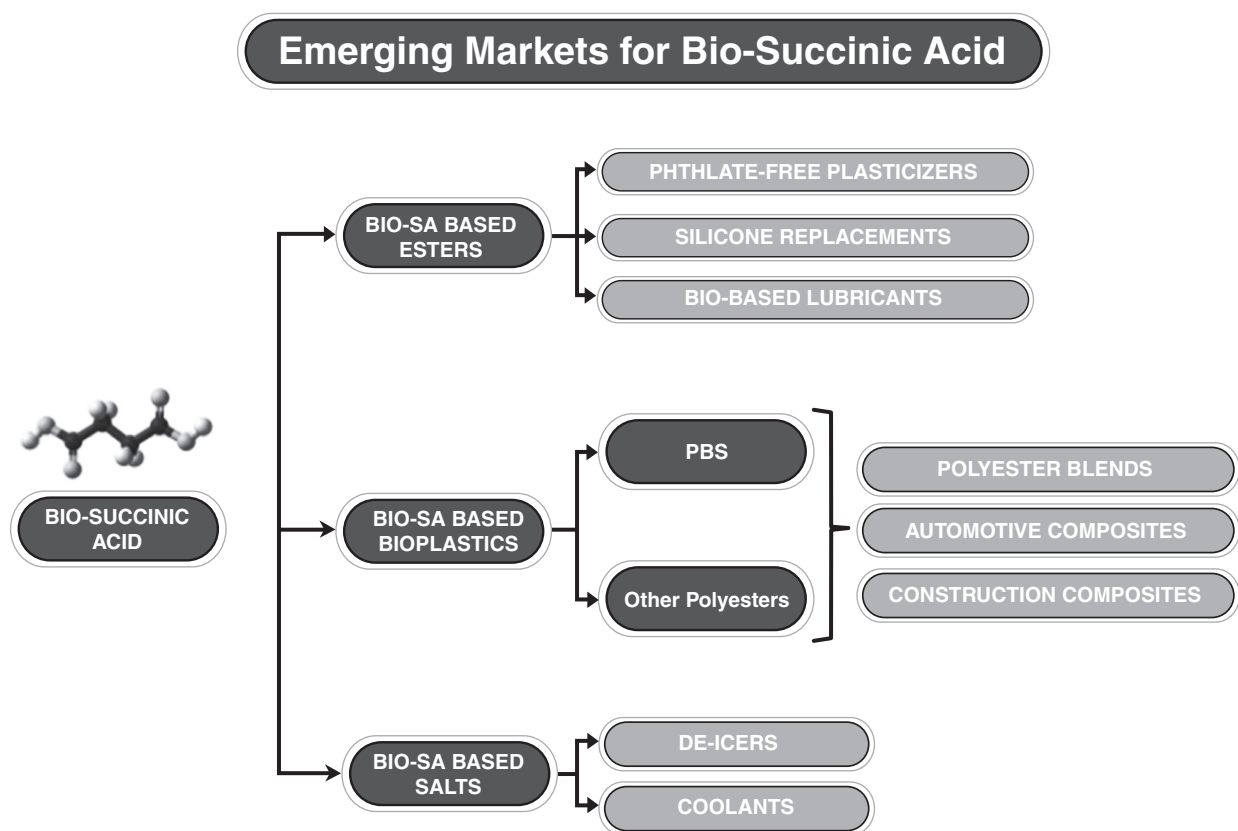 Emerging Markets for Bio-Succinic Acid
PHTHLATE-FREE PLASTICIZERS
BIO-SA BASED
ESTERS
SILICONE REPLACEMENTS
BIO-BASED LUBRICANTS
BIO-SUCCINIC
ACID
BIO-SA BASED
BIOPLASTICS
PBS
Other Polyesters
POLYESTER BLENDS
AUTOMOTIVE COMPOSITES
CONSTRUCTION COMPOSITES
BIO-SA BASED
SALTS
DE-ICERS
COOLANTS